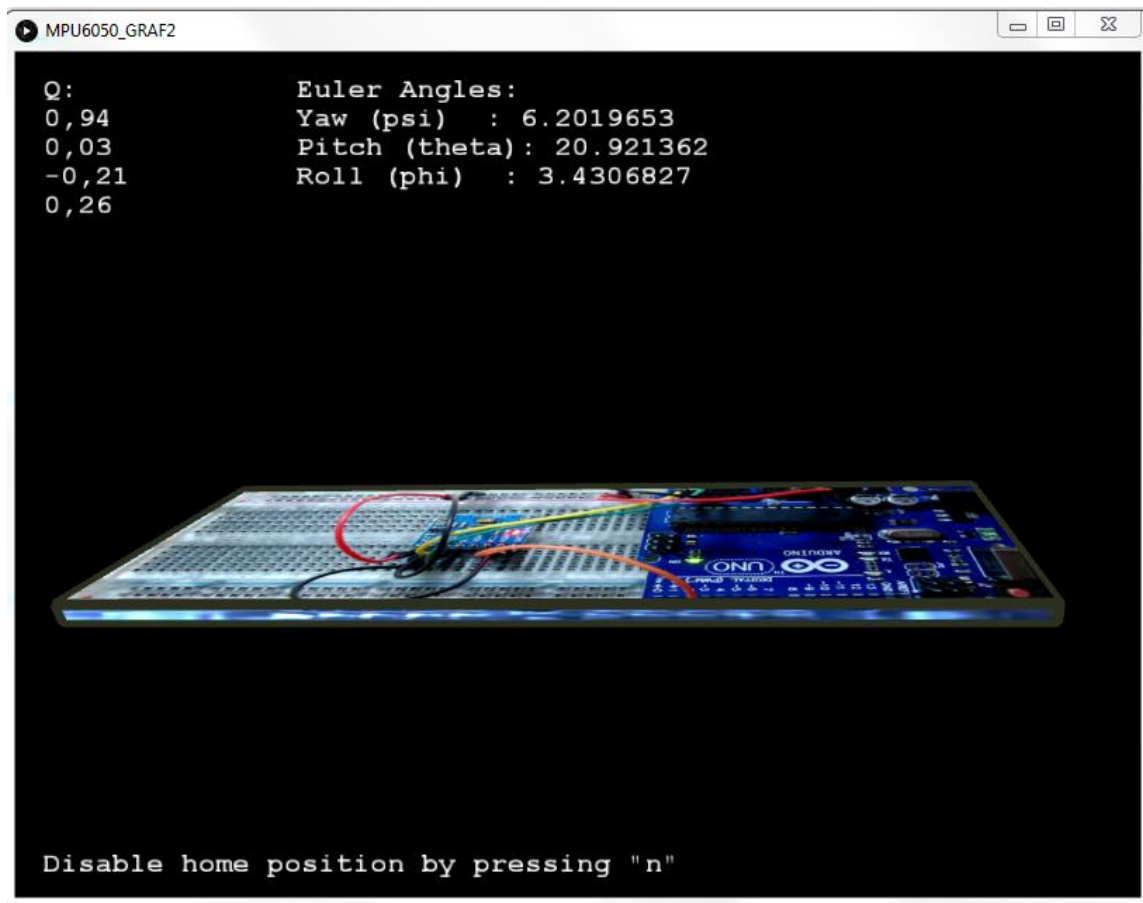 MPU6050_GRAF2
Q:
0,94
0,03
-0,21
0,26
Euler Angles:
Yaw (psi)  : 6.2019653
Pitch (theta): 20.921362
Roll (phi)  : 3.4306827
UNO
ARDUINO
Disable home position by pressing "n"